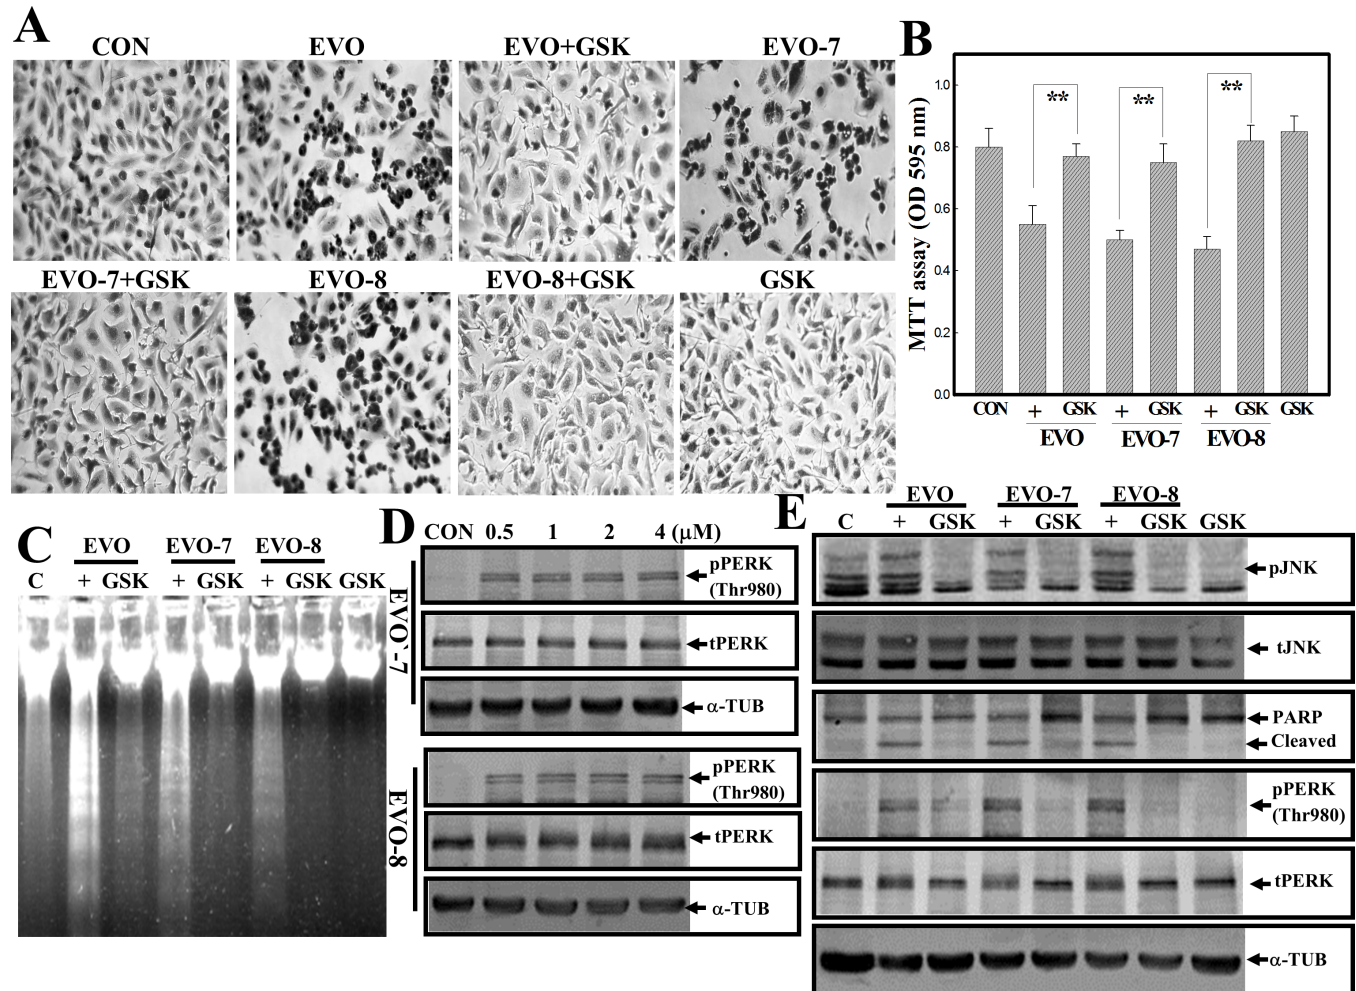 A
CON EVO EVO+GSK EVO-7
EVO-7+GSK EVO-8 EVO-8+GSK GSK
B
MTT assay (OD 595 nm)
1.0
0.8
0.6
0.4
0.2
0.0
** ** **
CON + GSK + GSK + GSK GSK
EVO EVO-7 EVO-8
C
EVO EVO-7 EVO-8
C + GSK + GSK + GSK GSK
D
CON 0.5 1 2 4 (μM)
EVO`-7
pPERK
(Thr980)
tPERK
α-TUB
EVO-8
pPERK
(Thr980)
tPERK
α-TUB
E
EVO EVO-7 EVO-8
C + GSK + GSK + GSK GSK
pJNK
tJNK
PARP
Cleaved
pPERK
(Thr980)
tPERK
α-TUB